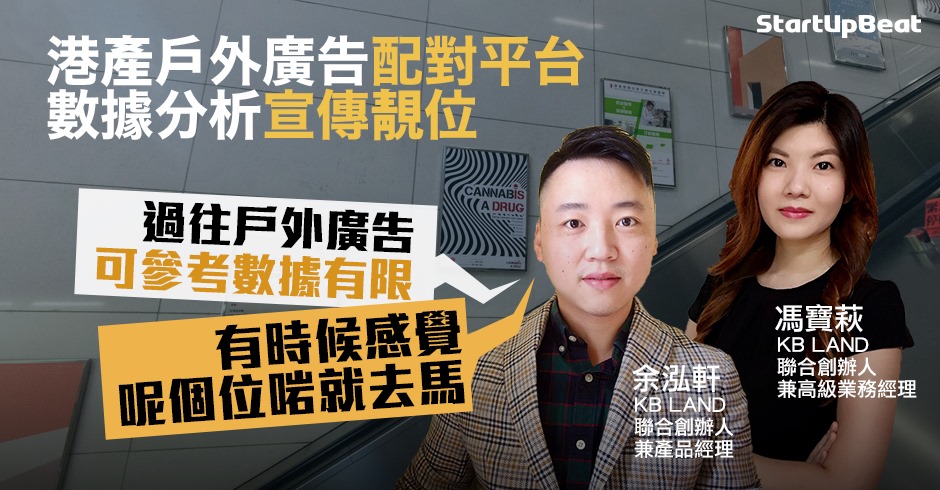 StartUpBeat
港產戶外廣告配對平台
數據分析宣傳靚位
CANNABIS
A DRUG
過往戶外廣告
可參考數據有限
有時候感覺
呢個位啱就去馬
馮寶萩
KB LAND
聯合創辦人
兼高級業務經理
余泓軒
KB LAND
聯合創辦人
兼產品經理